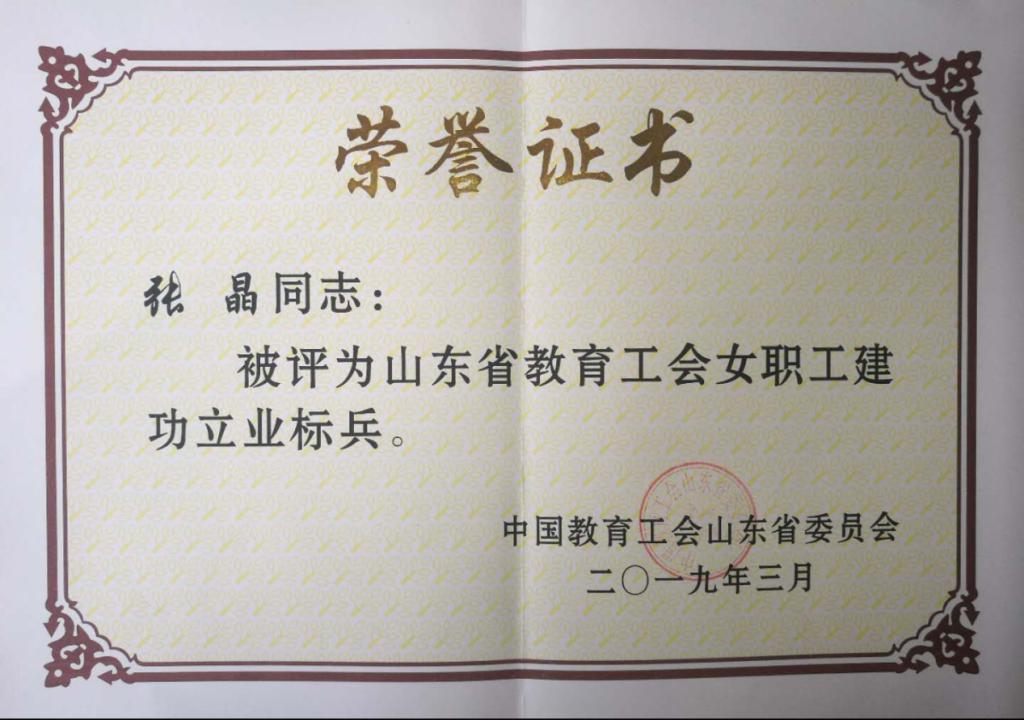 荣誉证书
张 晶同志：
被评为山东省教育工会女职工建
功立业标兵。
中国教育工会山东省委员会
二〇一九年三月